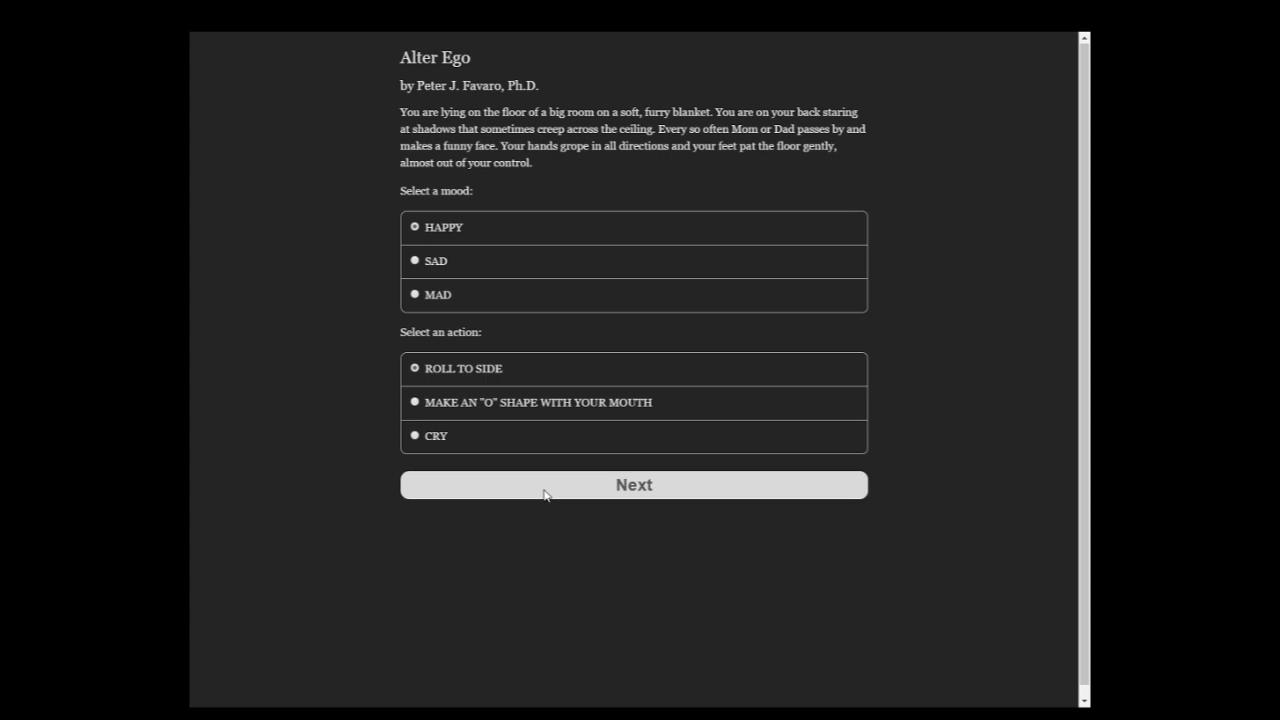 Alter Ego
by Peter J. Favaro, Ph.D.
You are lying on the floor of a big room on a soft, furry blanket. You are on your back staring
at shadows that sometimes creep across the ceiling. Every so often Mom or Dad passes by and
makes a funny face. Your hands grope in all directions and your feet pat the floor gently,
almost out of your control.
Select a mood:
HAPPY
SAD
MAD
Select an action:
ROLL TO SIDE
MAKE AN "O" SHAPE WITH YOUR MOUTH
CRY
Next